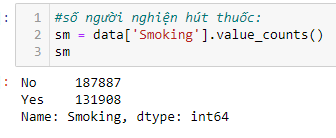 :
1 #số người nghiện hút thuốc:
2 sm = data['Smoking'].value_counts()
3 sm
: No 187887
Yes 131908
Name: Smoking, dtype: int64